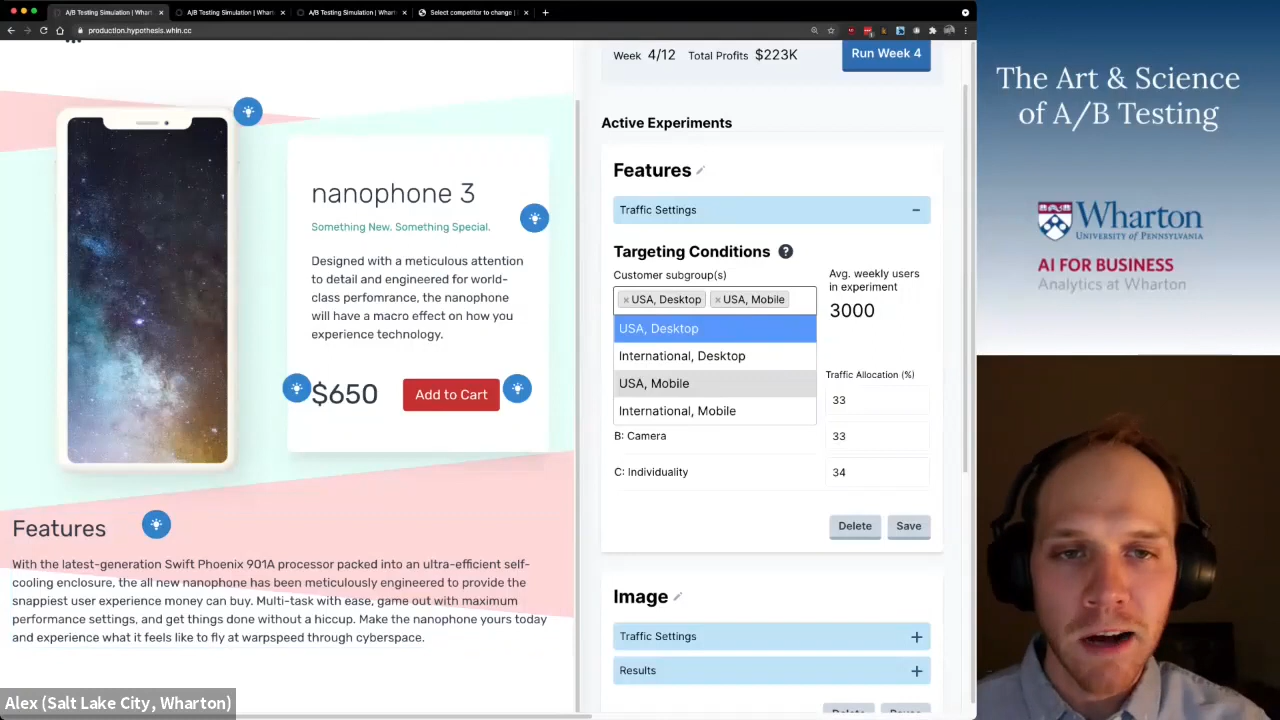 A/B Testing Simulation | Whart
A/B Testing Simulation | Whart
A/B Testing Simulation | Whart
Select competitor to change |
production.hypothesis.whln.cc
nanophone 3
Something New. Something Special.
Designed with a meticulous attention
to detail and engineered for world-
class perfomrance, the nanophone
will have a macro effect on how you
experience technology.
$650
Add to Cart
Features
With the latest-generation Swift Phoenix 901A processor packed into an ultra-efficient self-
cooling enclosure, the all new nanophone has been meticulously engineered to provide the
snappiest user experience money can buy. Multi-task with ease, game out with maximum
performance settings, and get things done without a hiccup. Make the nanophone yours today
and experience what it feels like to fly at warpspeed through cyberspace.
Week 4/12 Total Profits $223K
Run Week 4
Active Experiments
Features
Traffic Settings
Targeting Conditions ?
Customer subgroup(s)
× USA, Desktop × USA, Mobile
USA, Desktop
International, Desktop
USA, Mobile
International, Mobile
Avg. weekly users
in experiment
3000
Traffic Allocation (%)
33
B: Camera 33
C: Individuality 34
Delete Save
Image
Traffic Settings
Results
Delete Pause
The Art & Science
of A/B Testing
Wharton
UNIVERSITY OF PENNSYLVANIA
AI FOR BUSINESS
Analytics at Wharton
Alex (Salt Lake City, Wharton)